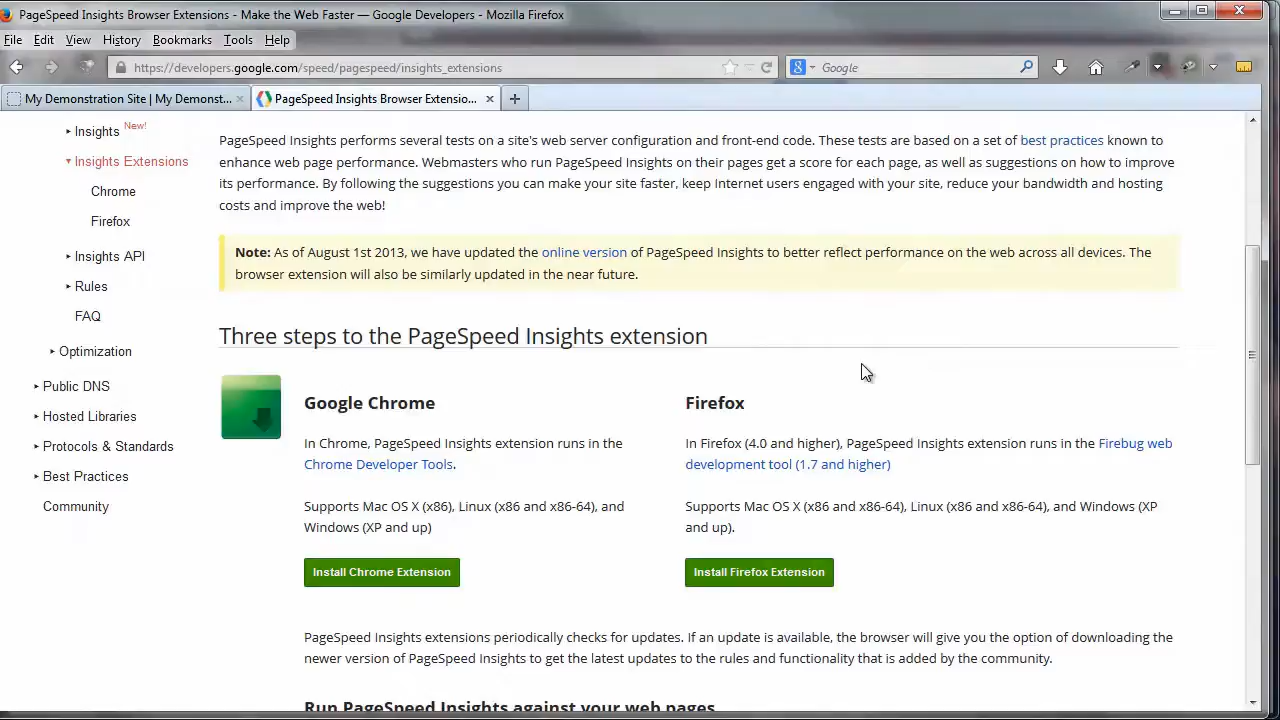 PageSpeed Insights Browser Extensions - Make the Web Faster — Google Developers - Mozilla Firefox
File Edit View History Bookmarks Tools Help
https://developers.google.com/speed/pagespeed/insights_extensions
Google
My Demonstration Site | My Demonst...
PageSpeed Insights Browser Extensio...
Insights New!
Insights Extensions
Chrome
Firefox
Insights API
Rules
FAQ
Optimization
Public DNS
Hosted Libraries
Protocols & Standards
Best Practices
Community
PageSpeed Insights performs several tests on a site's web server configuration and front-end code. These tests are based on a set of best practices known to
enhance web page performance. Webmasters who run PageSpeed Insights on their pages get a score for each page, as well as suggestions on how to improve
its performance. By following the suggestions you can make your site faster, keep Internet users engaged with your site, reduce your bandwidth and hosting
costs and improve the web!
Note: As of August 1st 2013, we have updated the online version of PageSpeed Insights to better reflect performance on the web across all devices. The
browser extension will also be similarly updated in the near future.
Three steps to the PageSpeed Insights extension
Google Chrome
In Chrome, PageSpeed Insights extension runs in the
Chrome Developer Tools.
Supports Mac OS X (x86), Linux (x86 and x86-64), and
Windows (XP and up)
Install Chrome Extension
Firefox
In Firefox (4.0 and higher), PageSpeed Insights extension runs in the Firebug web
development tool (1.7 and higher)
Supports Mac OS X (x86 and x86-64), Linux (x86 and x86-64), and Windows (XP
and up).
Install Firefox Extension
PageSpeed Insights extensions periodically checks for updates. If an update is available, the browser will give you the option of downloading the
newer version of PageSpeed Insights to get the latest updates to the rules and functionality that is added by the community.
Run PageSpeed Insights against your web pages